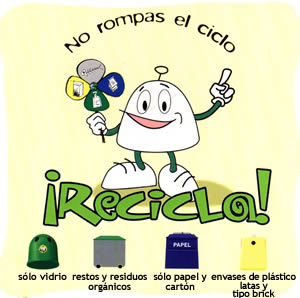 No rompas el ciclo
¡RecicLa!
PAPEL
sólo vidrio
restos y residuos
orgánicos
sólo papel y
cartón
envases de plástico
latas y
tipo brick